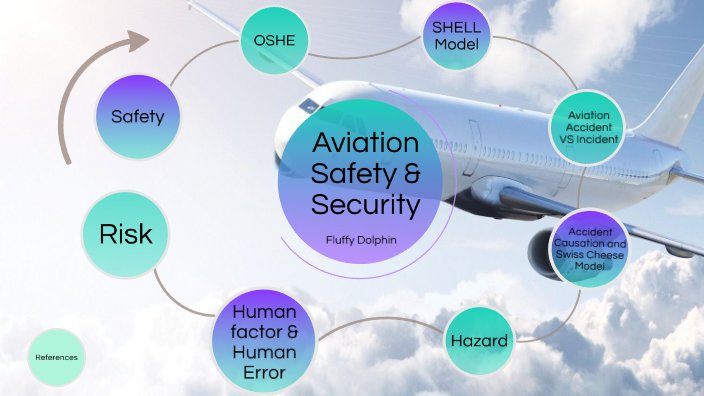 Aviation
Safety &
Security
Fluffy Dolphin
Safety
OSHE
SHELL
Model
Aviation
Accident
VS Incident
Accident
Causation and
Swiss Cheese
Model
Hazard
Human
factor &
Human
Error
Risk
References